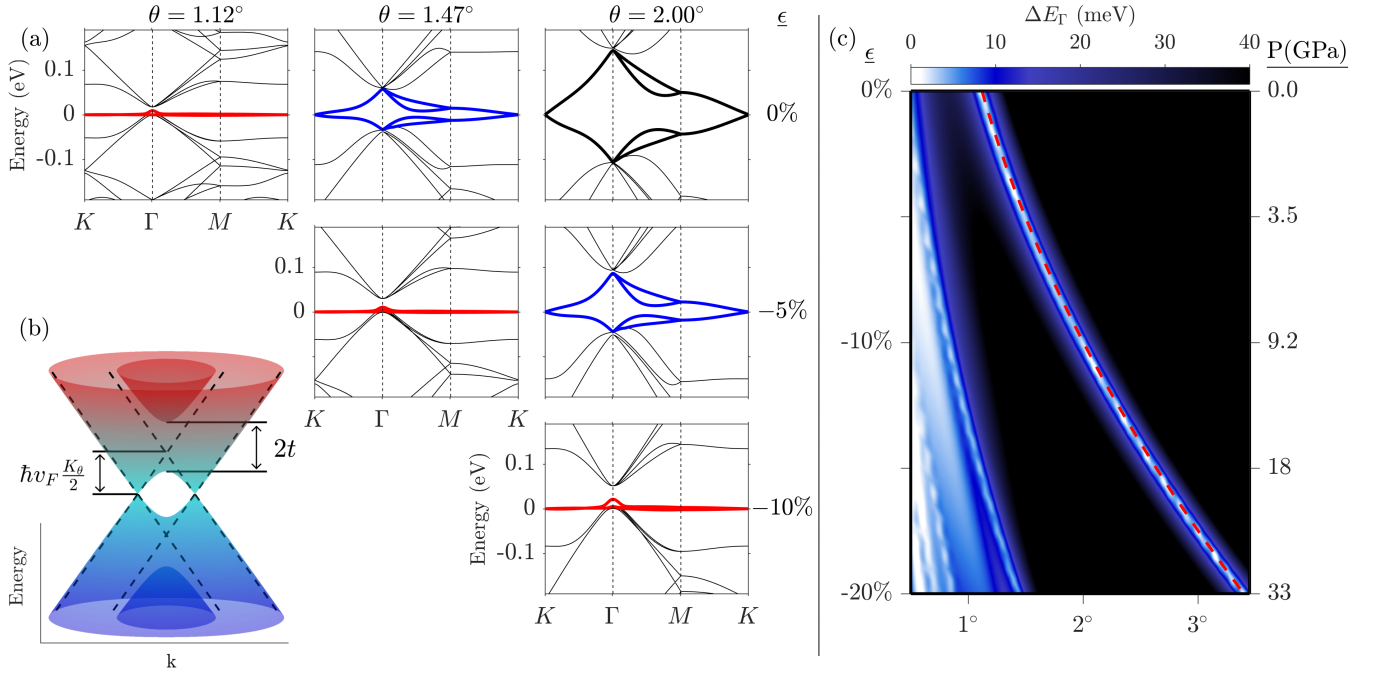 θ = 1.12° θ = 1.47° θ = 2.00° ϵ
(a)
Energy (eV)
0.1
0
-0.1
K Γ M K
0%
0.1
0
K Γ M K
−5%
Energy (eV)
0.1
0
-0.1
K Γ M K
−10%
(b)
2t
ħv_F K_θ/2
Energy
k
(c)
ΔE_Γ (meV)
ϵ 0 10 20 30 40 P(GPa)
0% 0.0
3.5
-10% 9.2
18
-20% 33
1° 2° 3°